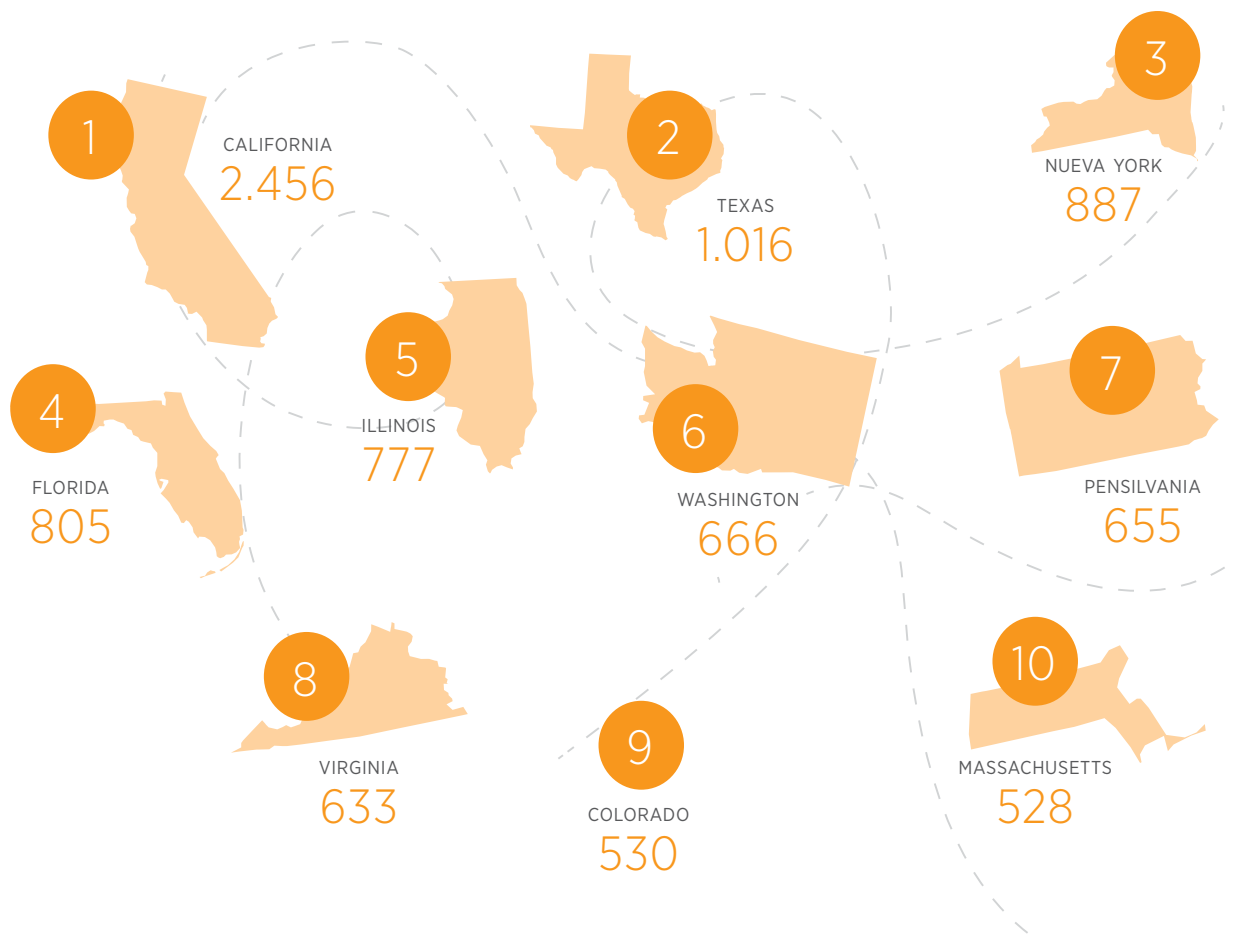 1
CALIFORNIA
2.456
2
TEXAS
1.016
3
NUEVA YORK
887
4
FLORIDA
805
5
ILLINOIS
777
6
WASHINGTON
666
7
PENSILVANIA
655
8
VIRGINIA
633
9
COLORADO
530
10
MASSACHUSETTS
528